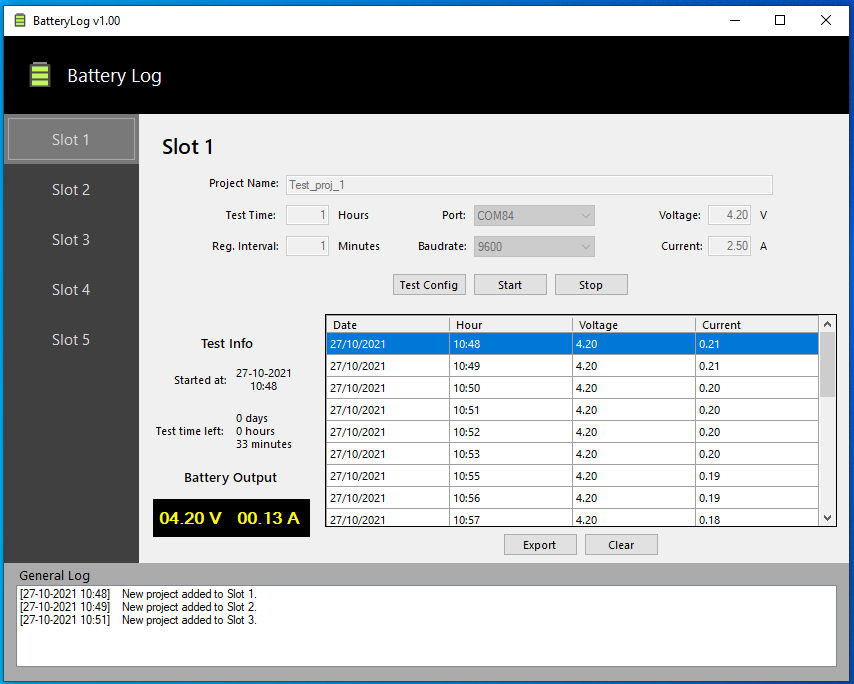 BatteryLog v1.00
Battery Log
Slot 1
Slot 2
Slot 3
Slot 4
Slot 5
Slot 1
Project Name: Test_proj_1
Test Time: 1 Hours Port: COM84 Voltage: 4.20 V
Reg. Interval: 1 Minutes Baudrate: 9600 Current: 2.50 A
Test Config Start Stop
Test Info
Started at: 27-10-2021
10:48
Test time left: 0 days
0 hours
33 minutes
Battery Output
04.20 V 00.13 A
Date Hour Voltage Current
27/10/2021 10:48 4.20 0.21
27/10/2021 10:49 4.20 0.21
27/10/2021 10:50 4.20 0.20
27/10/2021 10:51 4.20 0.20
27/10/2021 10:52 4.20 0.20
27/10/2021 10:53 4.20 0.20
27/10/2021 10:55 4.20 0.19
27/10/2021 10:56 4.20 0.19
27/10/2021 10:57 4.20 0.18
Export Clear
General Log
[27-10-2021 10:48] New project added to Slot 1.
[27-10-2021 10:49] New project added to Slot 2.
[27-10-2021 10:51] New project added to Slot 3.